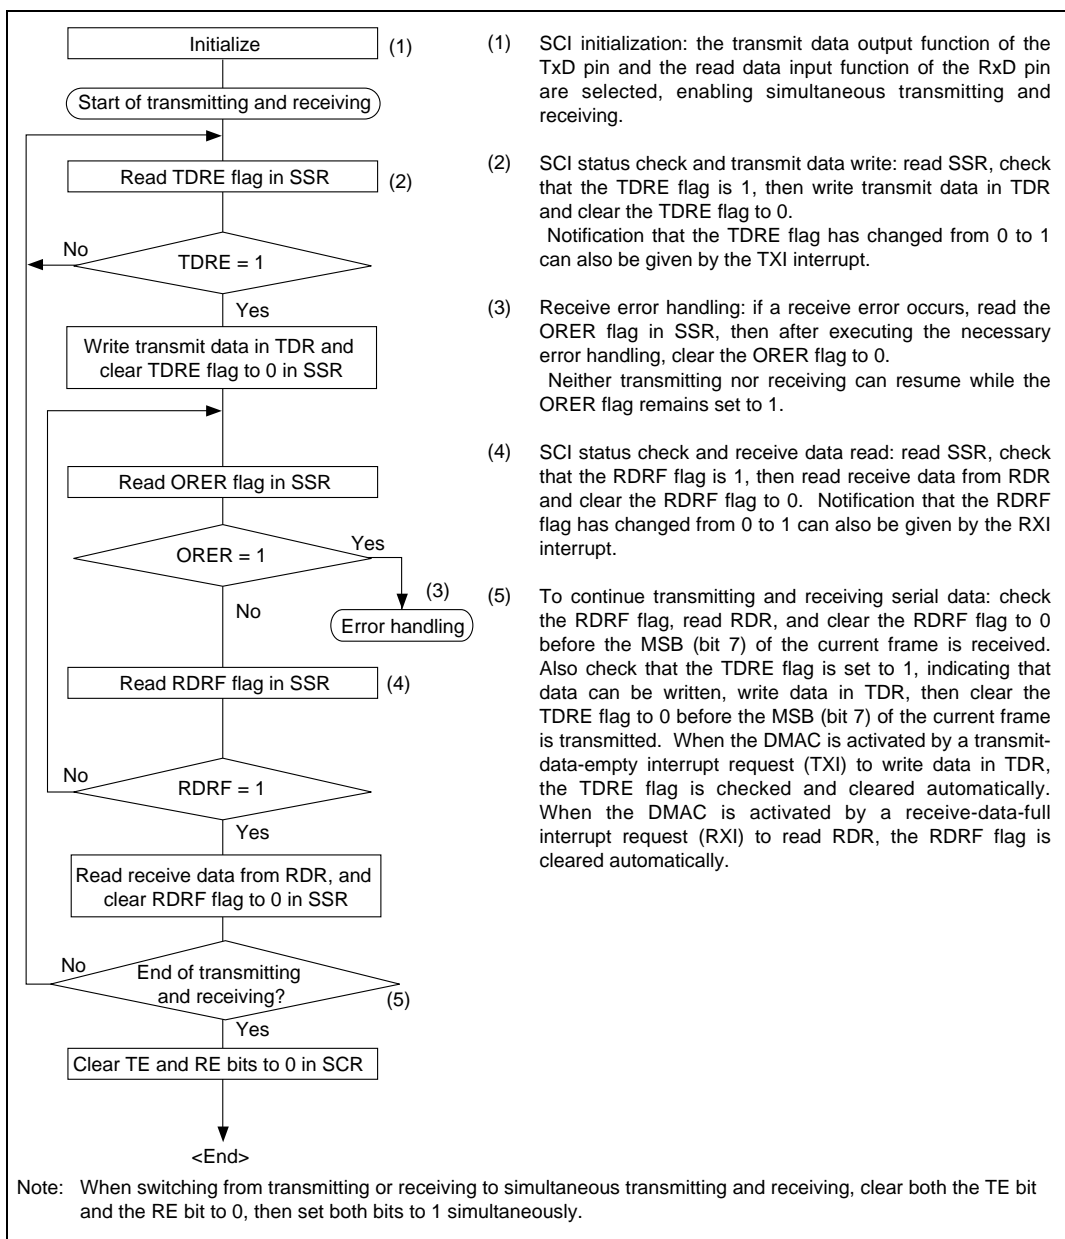 Initialize
(1)
Start of transmitting and receiving
Read TDRE flag in SSR
(2)
No
TDRE = 1
Yes
Write transmit data in TDR and
clear TDRE flag to 0 in SSR
Read ORER flag in SSR
Yes
ORER = 1
(3)
No
Error handling
Read RDRF flag in SSR
(4)
No
RDRF = 1
Yes
Read receive data from RDR, and
clear RDRF flag to 0 in SSR
No
End of transmitting
and receiving?
(5)
Yes
Clear TE and RE bits to 0 in SCR
<End>
(1) SCI initialization: the transmit data output function of the
TxD pin and the read data input function of the RxD pin
are selected, enabling simultaneous transmitting and
receiving.
(2) SCI status check and transmit data write: read SSR, check
that the TDRE flag is 1, then write transmit data in TDR
and clear the TDRE flag to 0.
Notification that the TDRE flag has changed from 0 to 1
can also be given by the TXI interrupt.
(3) Receive error handling: if a receive error occurs, read the
ORER flag in SSR, then after executing the necessary
error handling, clear the ORER flag to 0.
Neither transmitting nor receiving can resume while the
ORER flag remains set to 1.
(4) SCI status check and receive data read: read SSR, check
that the RDRF flag is 1, then read receive data from RDR
and clear the RDRF flag to 0. Notification that the RDRF
flag has changed from 0 to 1 can also be given by the RXI
interrupt.
(5) To continue transmitting and receiving serial data: check
the RDRF flag, read RDR, and clear the RDRF flag to 0
before the MSB (bit 7) of the current frame is received.
Also check that the TDRE flag is set to 1, indicating that
data can be written, write data in TDR, then clear the
TDRE flag to 0 before the MSB (bit 7) of the current frame
is transmitted. When the DMAC is activated by a transmit-
data-empty interrupt request (TXI) to write data in TDR,
the TDRE flag is checked and cleared automatically.
When the DMAC is activated by a receive-data-full
interrupt request (RXI) to read RDR, the RDRF flag is
cleared automatically.
Note: When switching from transmitting or receiving to simultaneous transmitting and receiving, clear both the TE bit
and the RE bit to 0, then set both bits to 1 simultaneously.